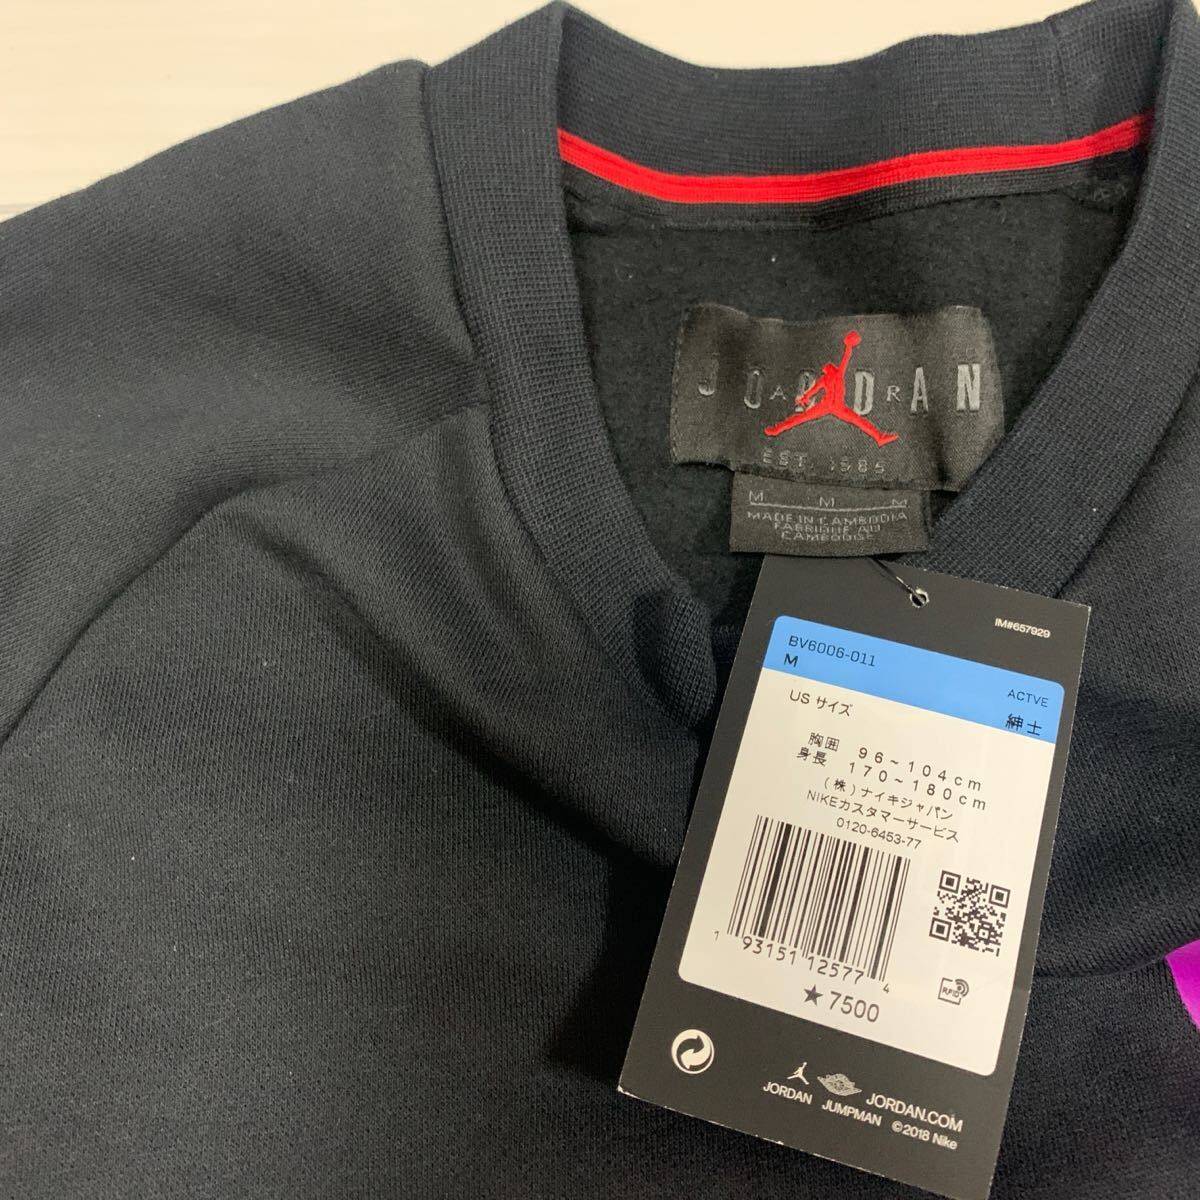 JORDAN
AIR
EST. 1985
M M M
MADE IN CAMBODIA
FABRIQUE AU
CAMBODGE
IM#657929
BV6006-011
M
ACTVE
US サイズ
紳士
胸囲 96~104cm
身長 170~180cm
(株)ナイキジャパン
NIKEカスタマーサービス
0120-6453-77
1 93151 12577 4
★7500
RFID
JORDAN
JUMPMAN
JORDAN.COM
©2018 Nike